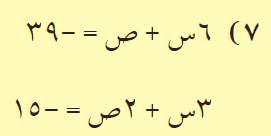 ٧) ٦س + ص = −٣٩
٣س + ٢ص = −١٥